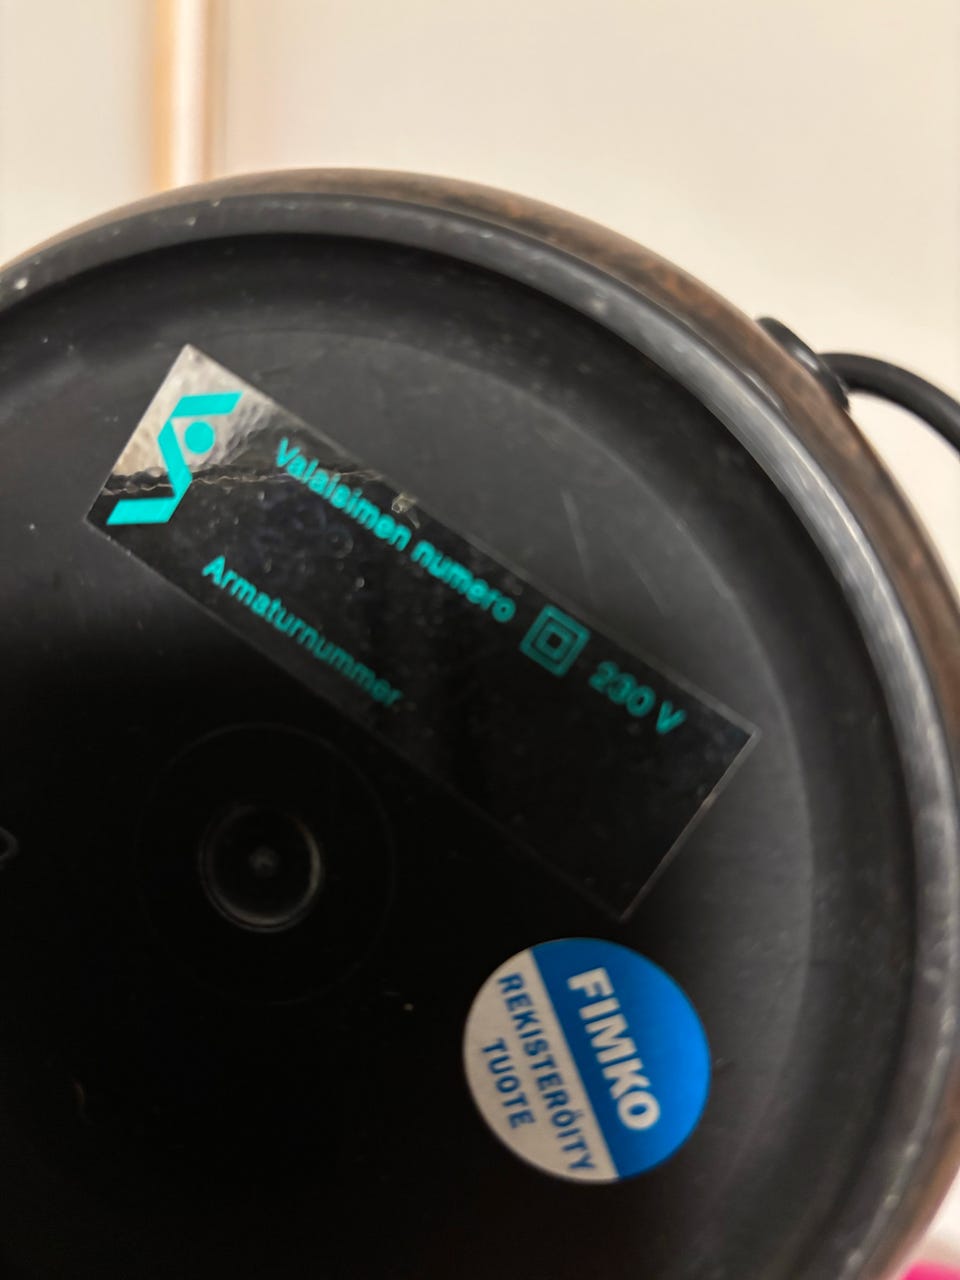 Valaisimen numero 230 V
Armaturnummer
FIMKO
REKISTERÖITY
TUOTE